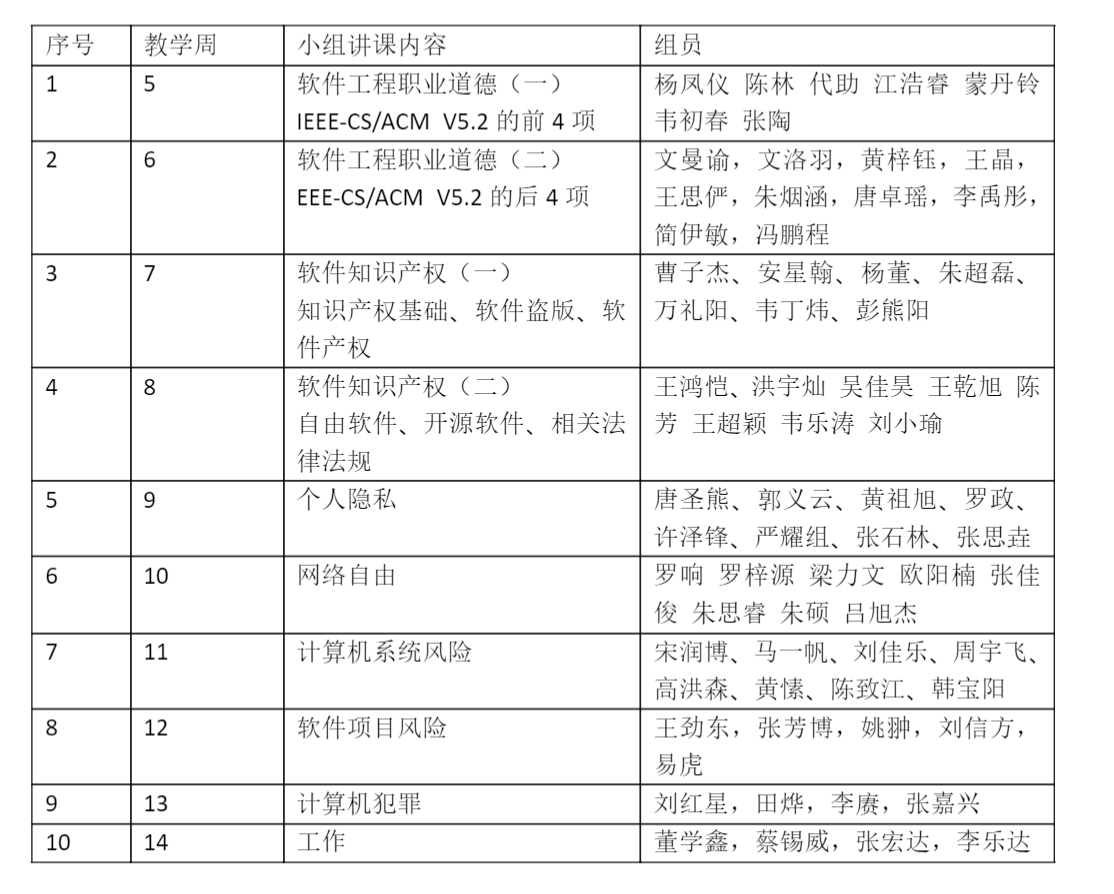 序号 教学周 小组讲课内容 组员
1 5 软件工程职业道德（一） 杨凤仪 陈林 代助 江浩睿 蒙丹铃
IEEE-CS/ACM V5.2 的前 4 项 韦初春 张陶
2 6 软件工程职业道德（二） 文曼谕，文洛羽，黄梓钰，王晶，
EEE-CS/ACM V5.2 的后 4 项 王思俨，朱烟涵，唐卓瑶，李禹彤，
简伊敏，冯鹏程
3 7 软件知识产权（一） 曹子杰、安星翰、杨董、朱超磊、
知识产权基础、软件盗版、软 万礼阳、韦丁炜、彭熊阳
件产权
4 8 软件知识产权（二） 王鸿恺、洪宇灿 吴佳昊 王乾旭 陈
自由软件、开源软件、相关法 芳 王超颖 韦乐涛 刘小瑜
律法规
5 9 个人隐私 唐圣熊、郭义云、黄祖旭、罗政、
许泽锋、严耀组、张石林、张思垚
6 10 网络自由 罗响 罗梓源 梁力文 欧阳楠 张佳
俊 朱思睿 朱硕 吕旭杰
7 11 计算机系统风险 宋润博、马一帆、刘佳乐、周宇飞、
高洪森、黄愫、陈致江、韩宝阳
8 12 软件项目风险 王劲东，张芳博，姚翀，刘信方，
易虎
9 13 计算机犯罪 刘红星，田烨，李赓，张嘉兴
10 14 工作 董学鑫，蔡锡威，张宏达，李乐达